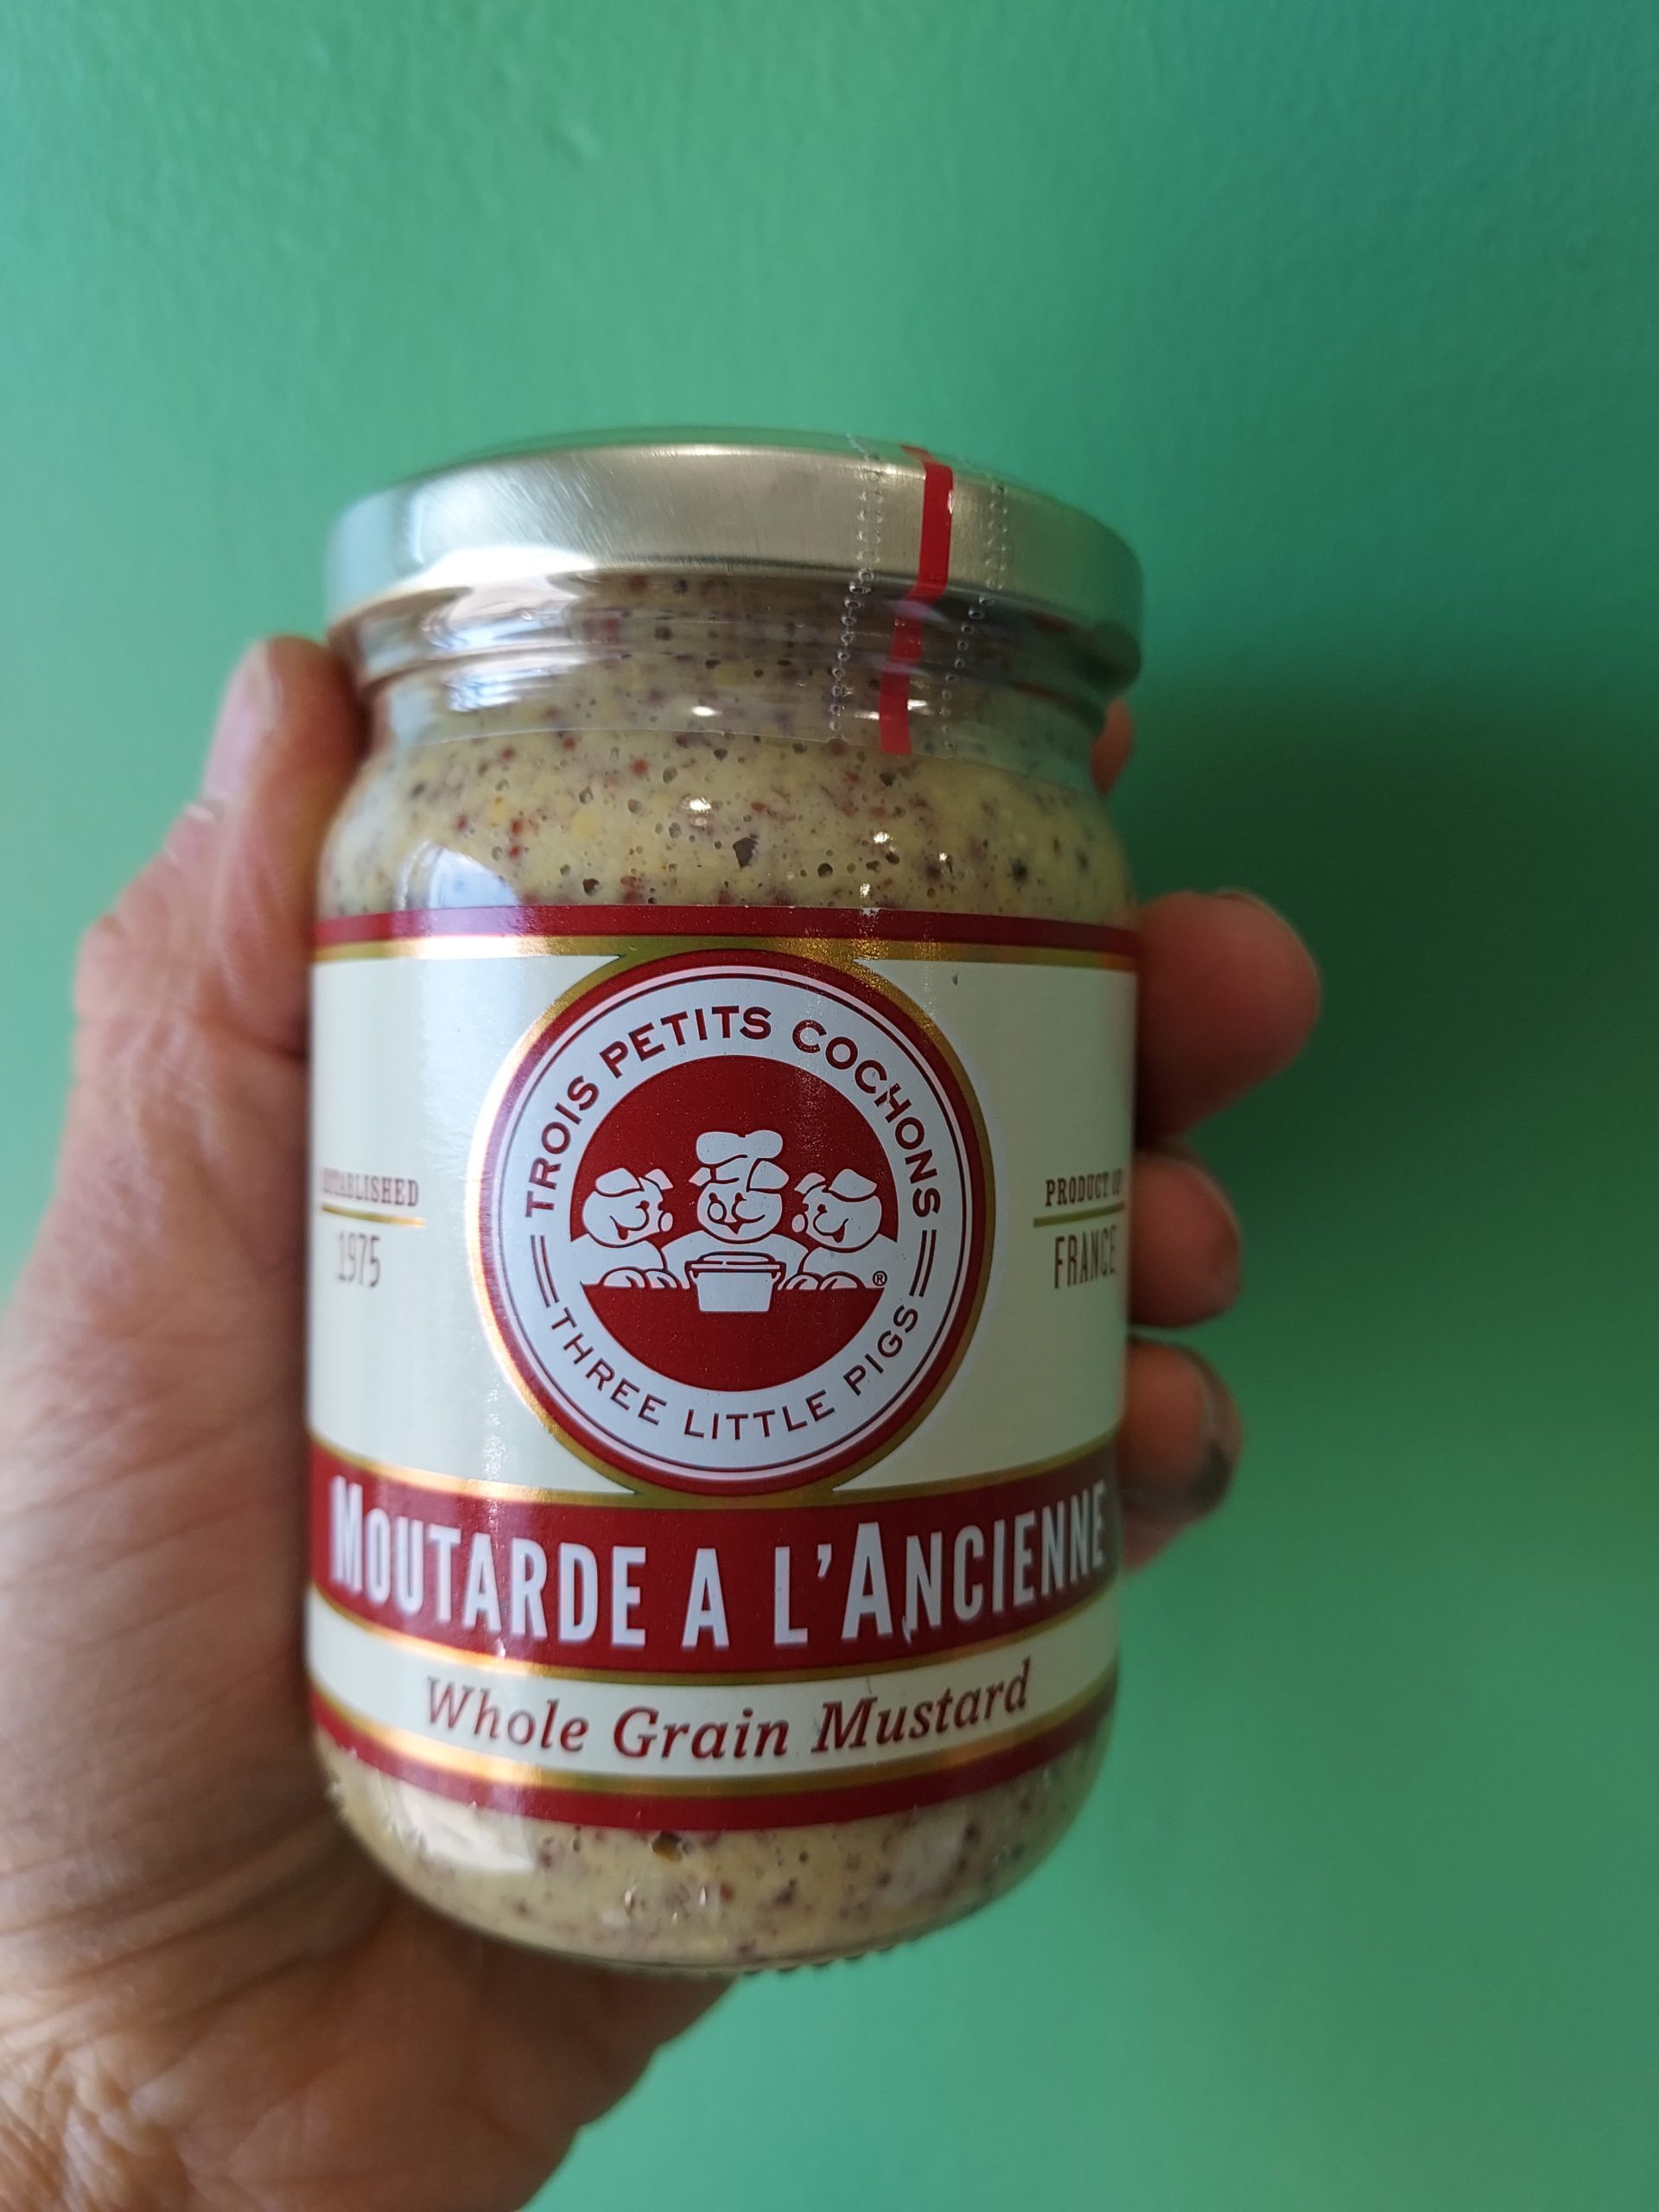 TROIS PETITS COCHONS
ESTABLISHED
1975
PRODUCT OF
FRANCE
®
THREE LITTLE PIGS
MOUTARDE A L'ANCIENNE
Whole Grain Mustard